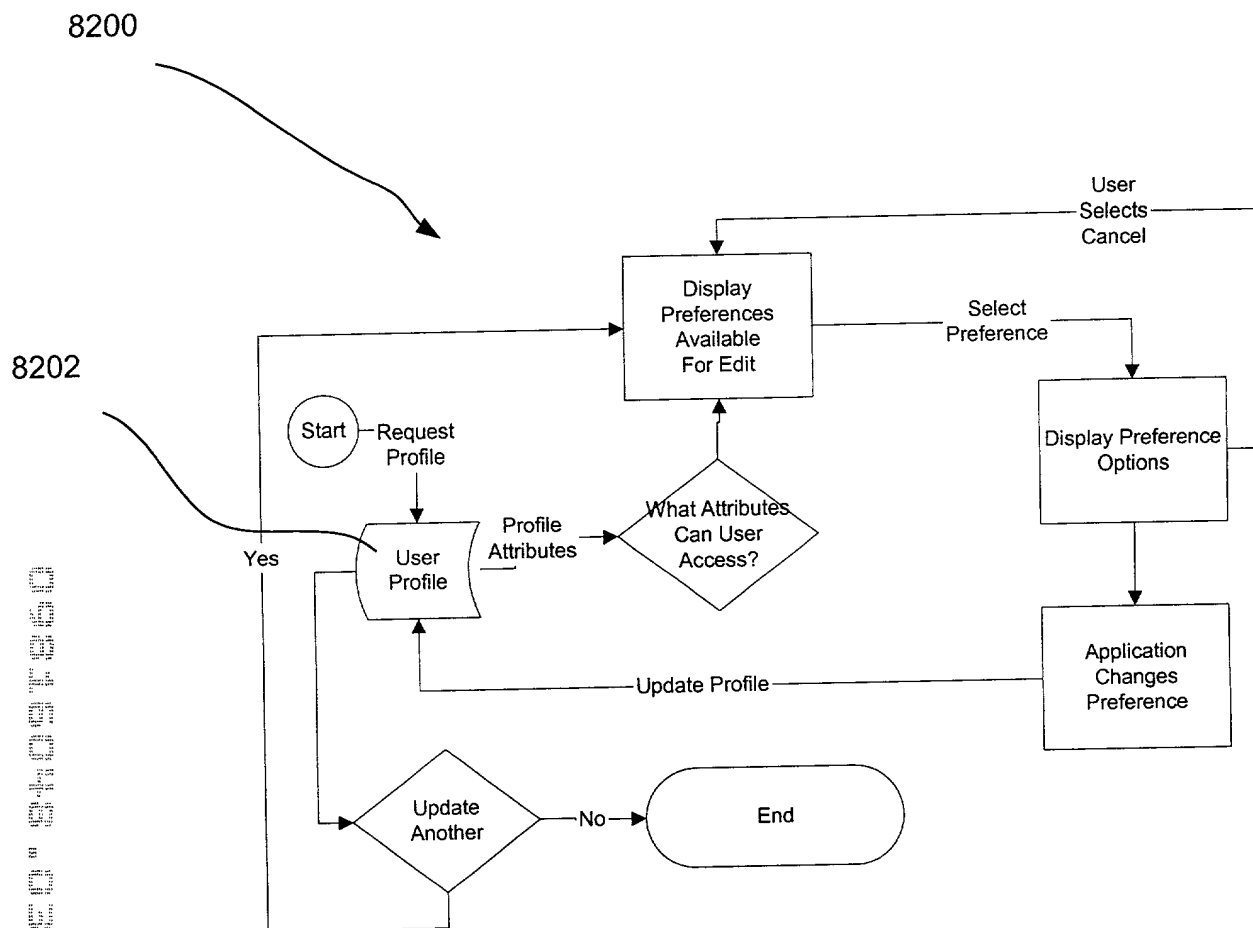 8200
User
Selects
Cancel
Display
Preferences
Available
For Edit
Select
Preference
8202
Start
Request
Profile
Display Preference
Options
What Attributes
Can User
Access?
Profile
Attributes
User
Profile
Yes
Application
Changes
Preference
Update Profile
Update
Another
No
End